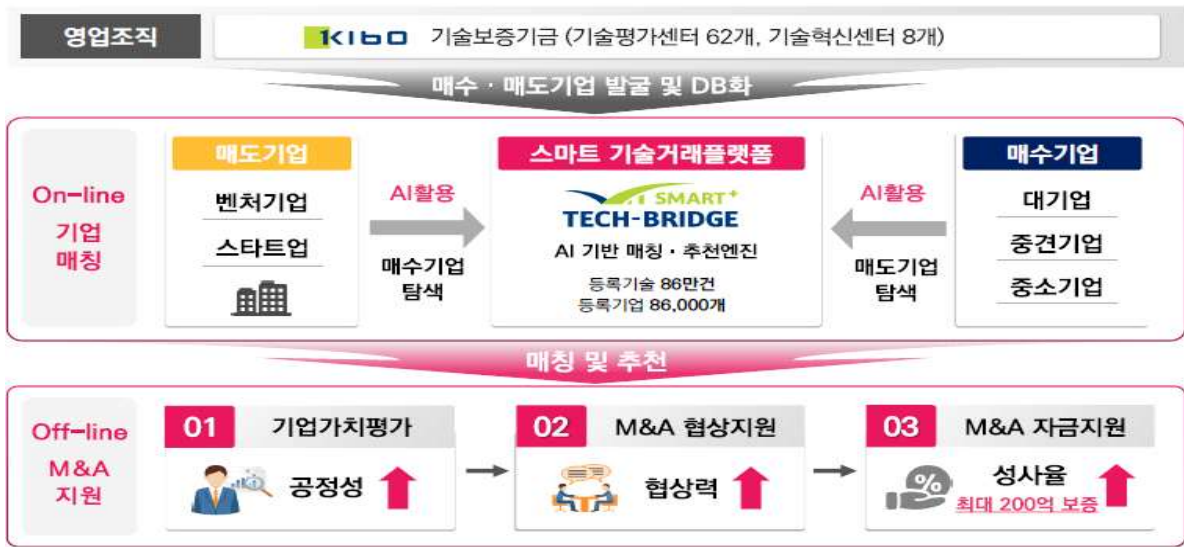 영업조직
KIBO 기술보증기금 (기술평가센터 62개, 기술혁신센터 8개)
매수 · 매도기업 발굴 및 DB화
On-line
기업
매칭
매도기업
벤처기업
스타트업
AI활용
매수기업
탐색
스마트 기술거래플랫폼
SMART+
TECH-BRIDGE
AI 기반 매칭 · 추천엔진
등록기술 86만건
등록기업 86,000개
AI활용
매도기업
탐색
매수기업
대기업
중견기업
중소기업
매칭 및 추천
Off-line
M&A
지원
01 기업가치평가
공정성
02 M&A 협상지원
협상력
03 M&A 자금지원
%
성사율
최대 200억 보증